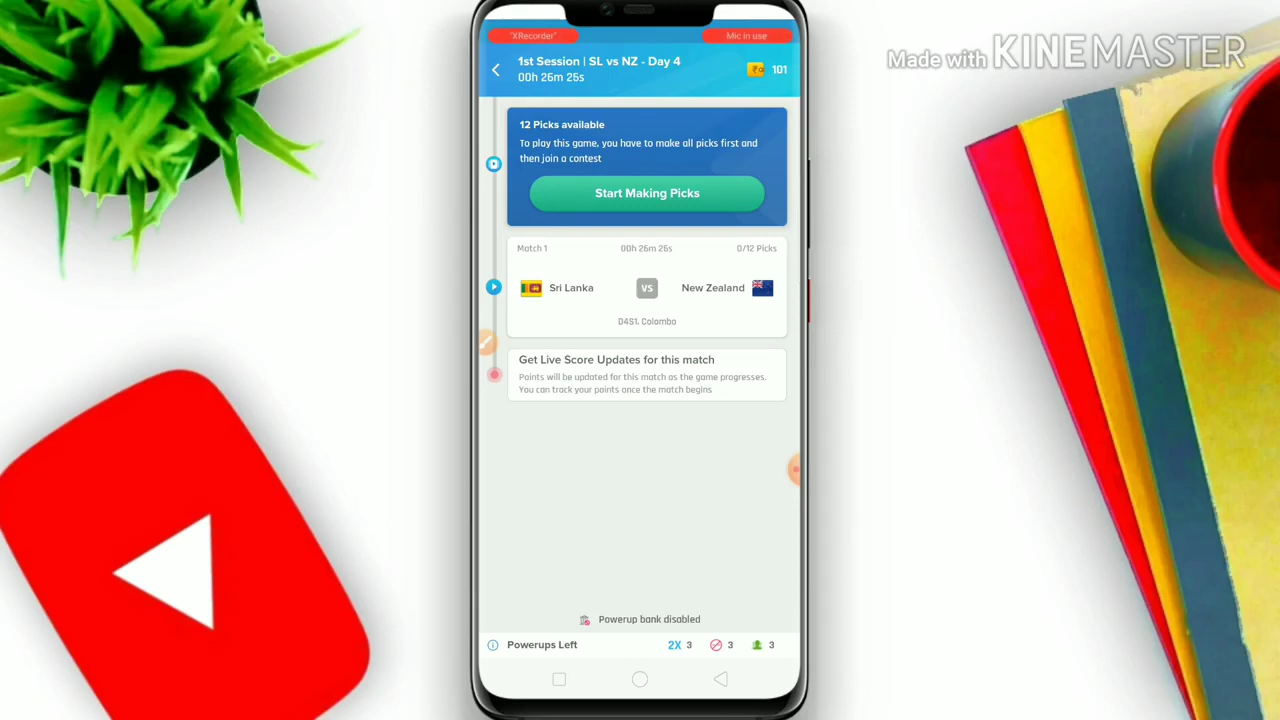 Made with KINEMASTER
"XRecorder"
Mic in use
1st Session | SL vs NZ - Day 4
00h 26m 26s
101
12 Picks available
To play this game, you have to make all picks first and
then join a contest
Start Making Picks
Match 1 00h 26m 26s 0/12 Picks
Sri Lanka VS New Zealand
D4S1, Colombo
Get Live Score Updates for this match
Points will be updated for this match as the game progresses.
You can track your points once the match begins
Powerup bank disabled
Powerups Left 2X 3 3 3